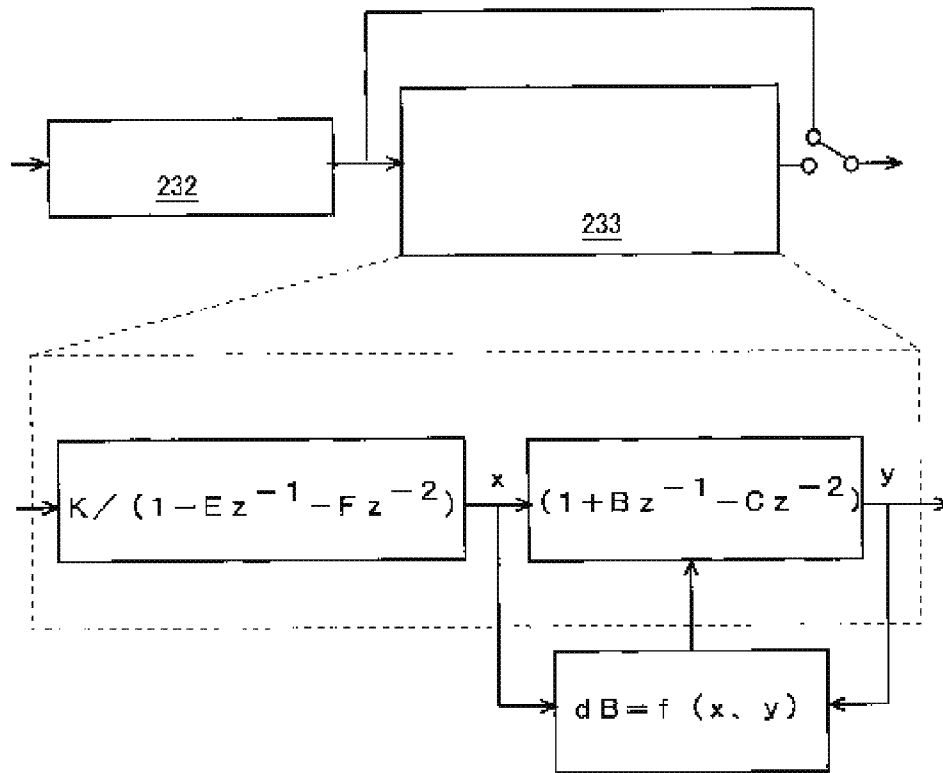 232
233
K／(1－Ez⁻¹－Fz⁻²)
x
(1＋Bz⁻¹－Cz⁻²)
y
dB＝f (x、y)